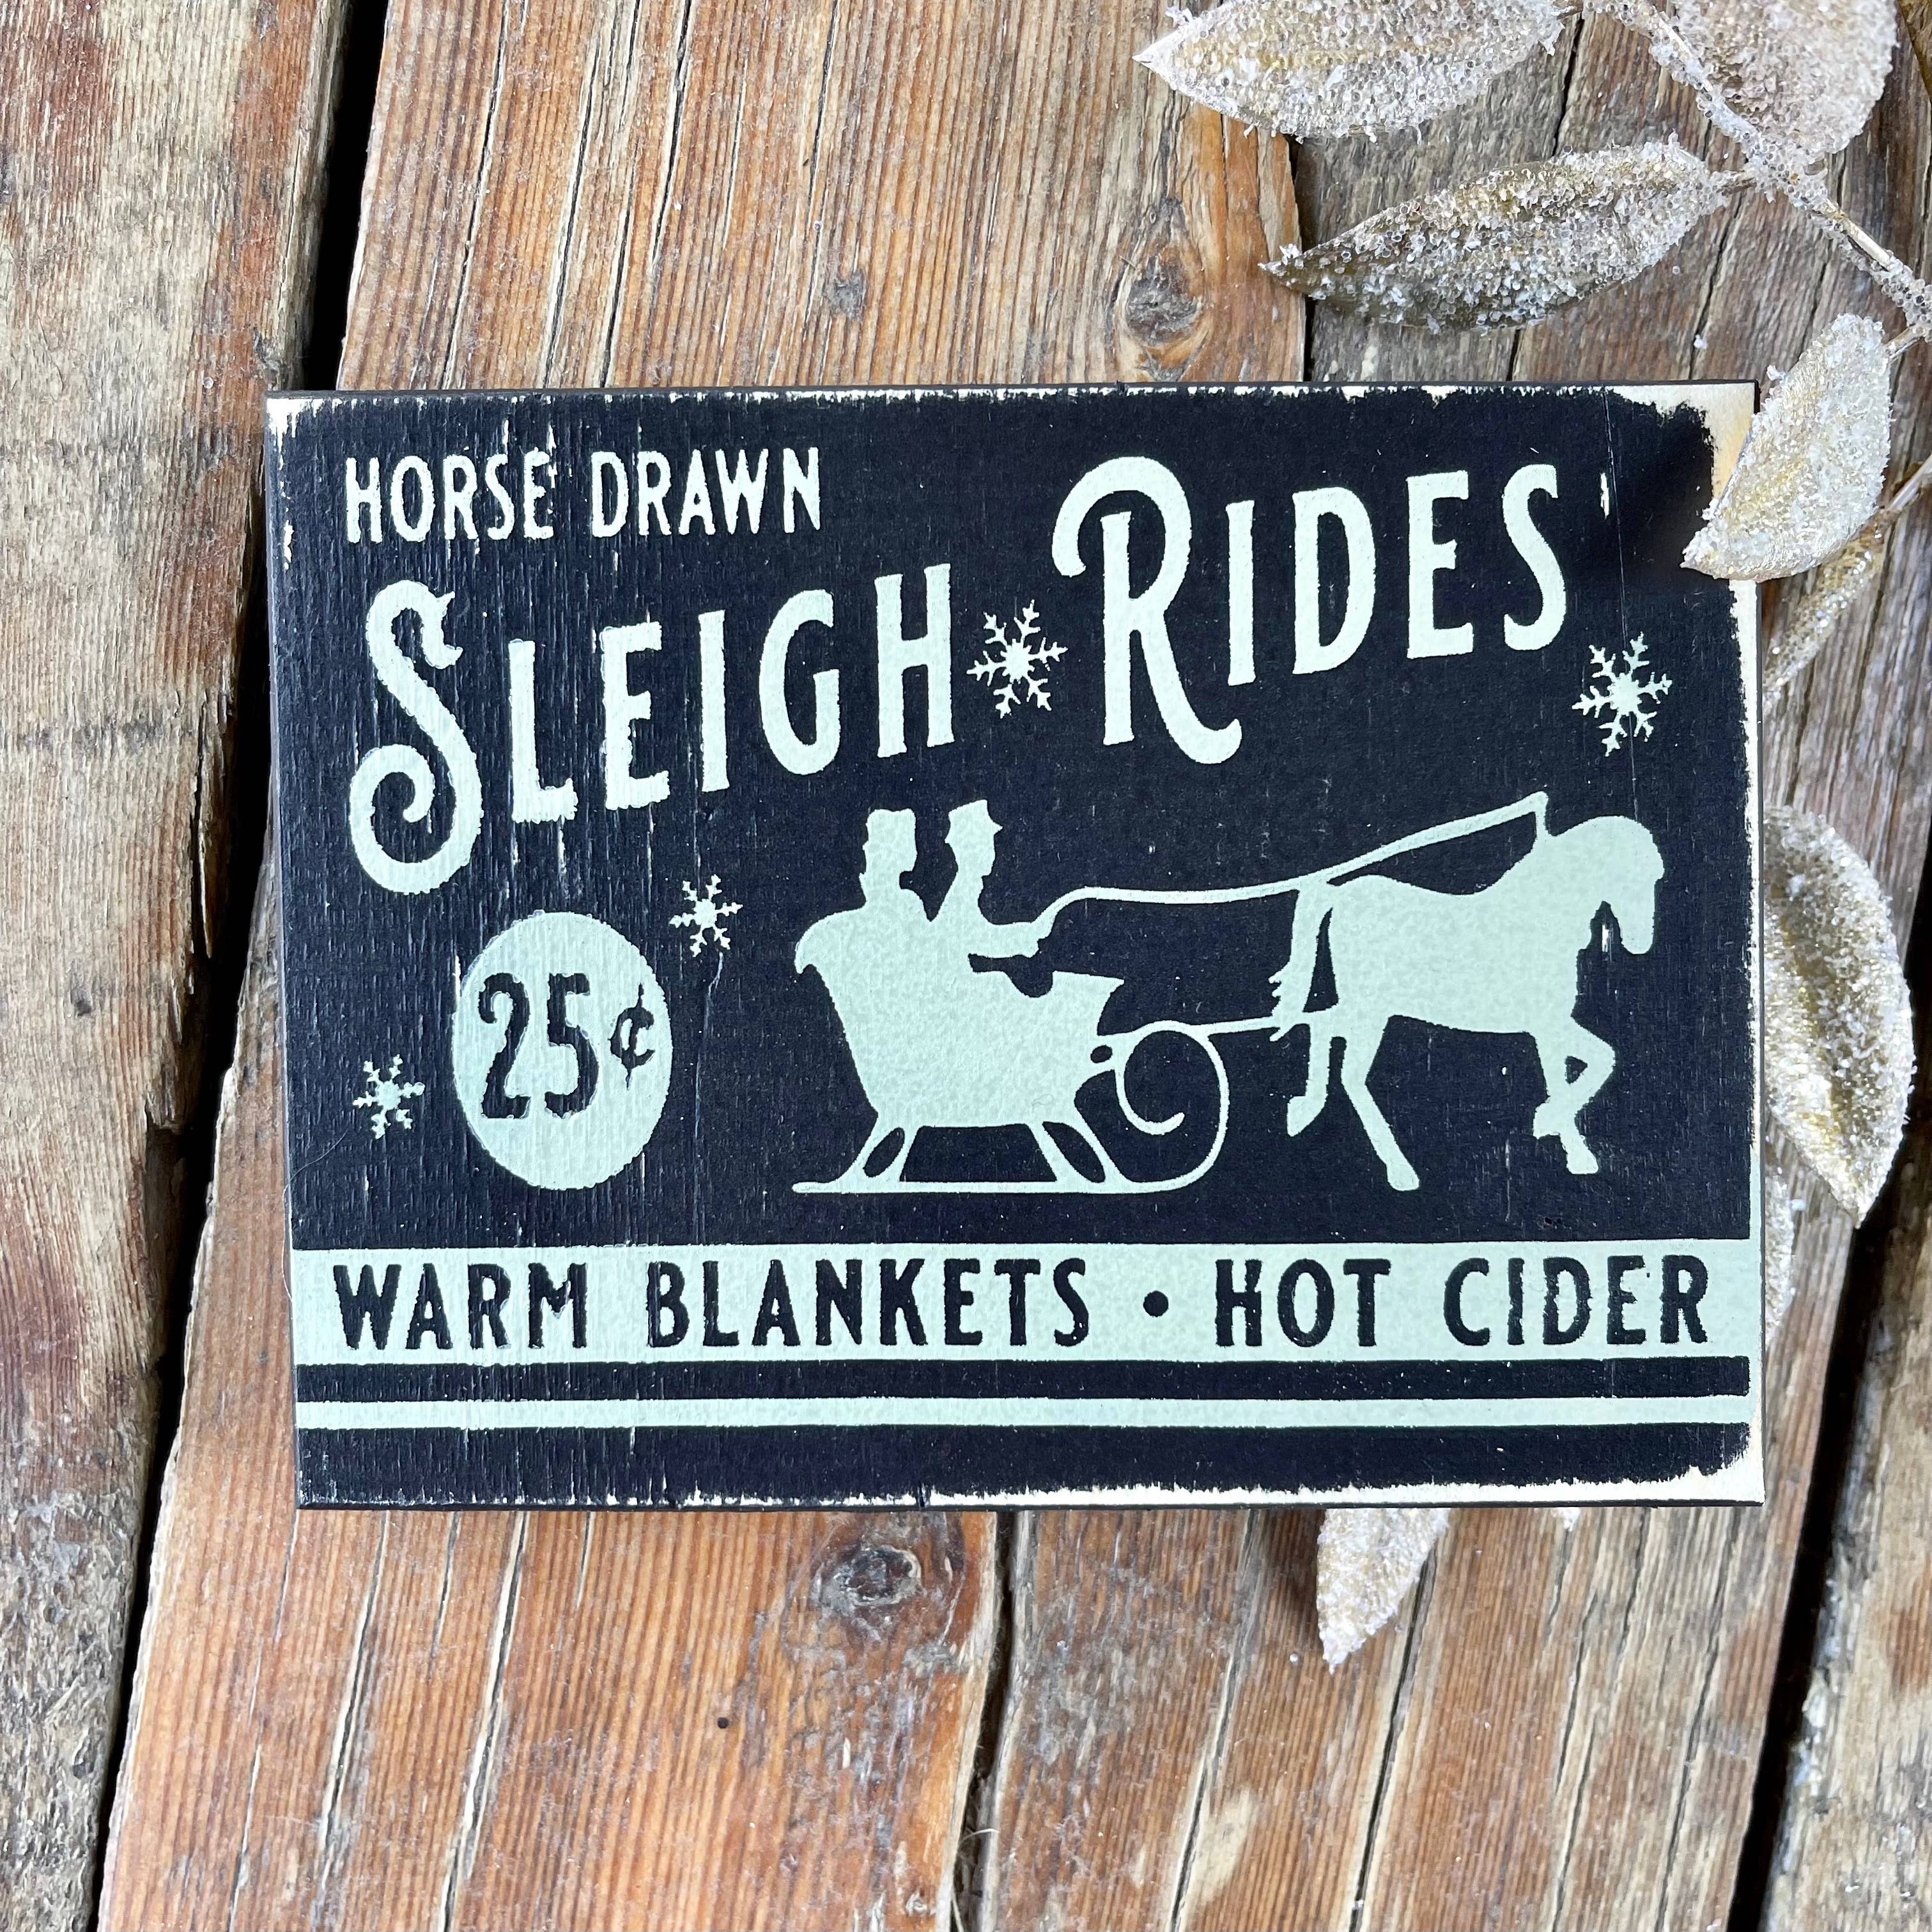 HORSE DRAWN
SLEIGH RIDES
25¢
WARM BLANKETS • HOT CIDER